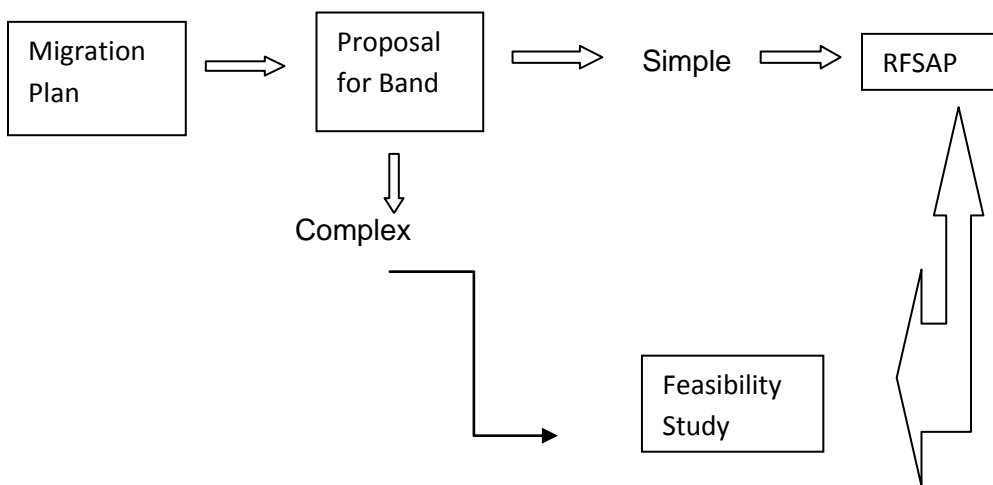 Migration
Plan
Proposal
for Band
Simple
RFSAP
Complex
Feasibility
Study